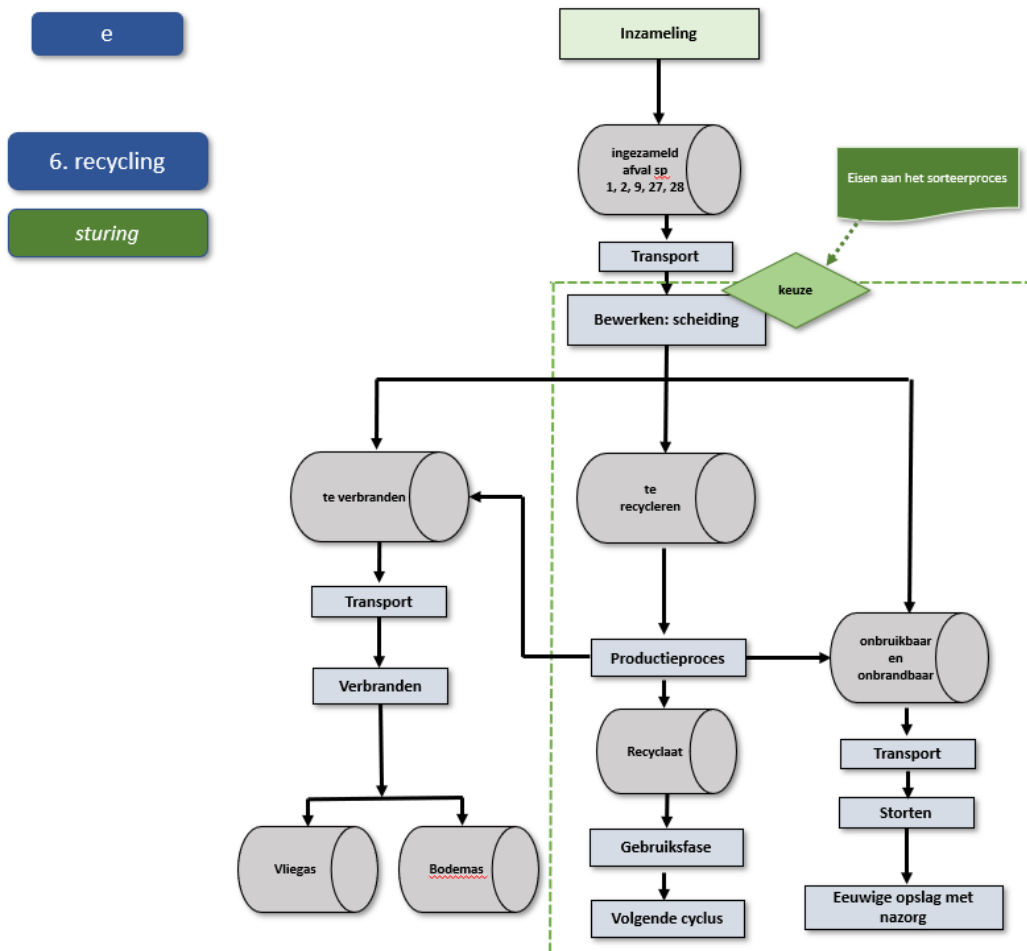 e
6. recycling
sturing
Inzameling
ingezameld
afval sp
1, 2, 9, 27, 28
Eisen aan het sorteerproces
Transport
keuze
Bewerken: scheiding
te verbranden
te
recycleren
Transport
Verbranden
Productieproces
onbruikbaar
en
onbrandbaar
Recyclaat
Transport
Storten
Vliegas
Bodemas
Gebruiksfase
Volgende cyclus
Eeuwige opslag met
nazorg